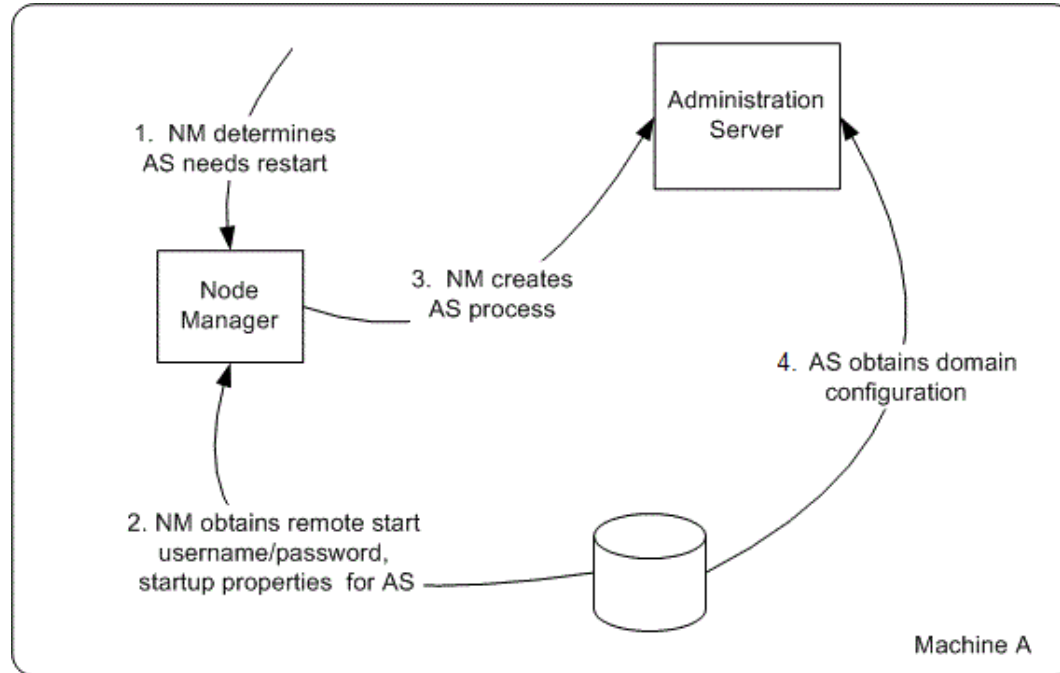 Administration
Server
1. NM determines
AS needs restart
3. NM creates
AS process
Node
Manager
4. AS obtains domain
configuration
2. NM obtains remote start
username/password,
startup properties for AS
Machine A